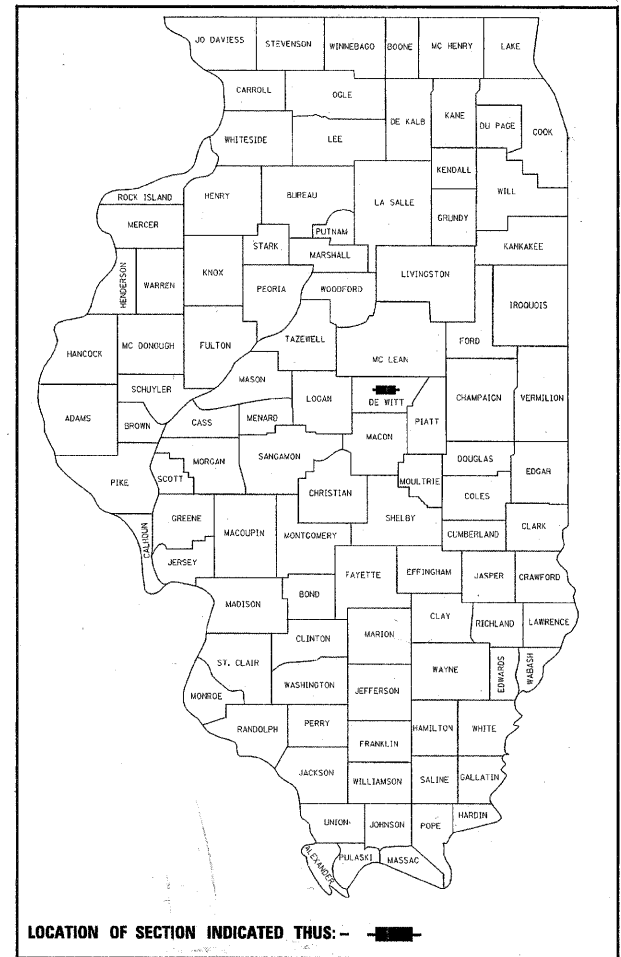 JO DAVIESS STEVENSON WINNEBAGO BOONE MC HENRY LAKE
CARROLL OGLE DE KALB KANE DU PAGE COOK
WHITESIDE LEE KENDALL WILL
ROCK ISLAND HENRY BUREAU LA SALLE GRUNDY
MERCER PUTNAM KANKAKEE
STARK MARSHALL
HENDERSON WARREN KNOX PEORIA WOODFORD LIVINGSTON IROQUOIS
TAZEWELL FORD
HANCOCK MC DONOUGH FULTON MC LEAN
MASON
SCHUYLER LOGAN DE WITT CHAMPAIGN VERMILION
ADAMS BROWN CASS MENARD PIATT
MACON
MORGAN SANGAMON DOUGLAS EDGAR
PIKE SCOTT MOULTRIE
CHRISTIAN COLES
GREENE MACOUPIN SHELBY
CALHOUN MONTGOMERY CUMBERLAND CLARK
JERSEY
FAYETTE EFFINGHAM JASPER CRAWFORD
MADISON BOND
CLAY RICHLAND LAWRENCE
CLINTON MARION
ST. CLAIR WAYNE EDWARDS WABASH
WASHINGTON JEFFERSON
MONROE
RANDOLPH PERRY HAMILTON WHITE
FRANKLIN
JACKSON WILLIAMSON SALINE GALLATIN
UNION JOHNSON POPE HARDIN
ALEXANDER PULASKI MASSAC
LOCATION OF SECTION INDICATED THUS: -